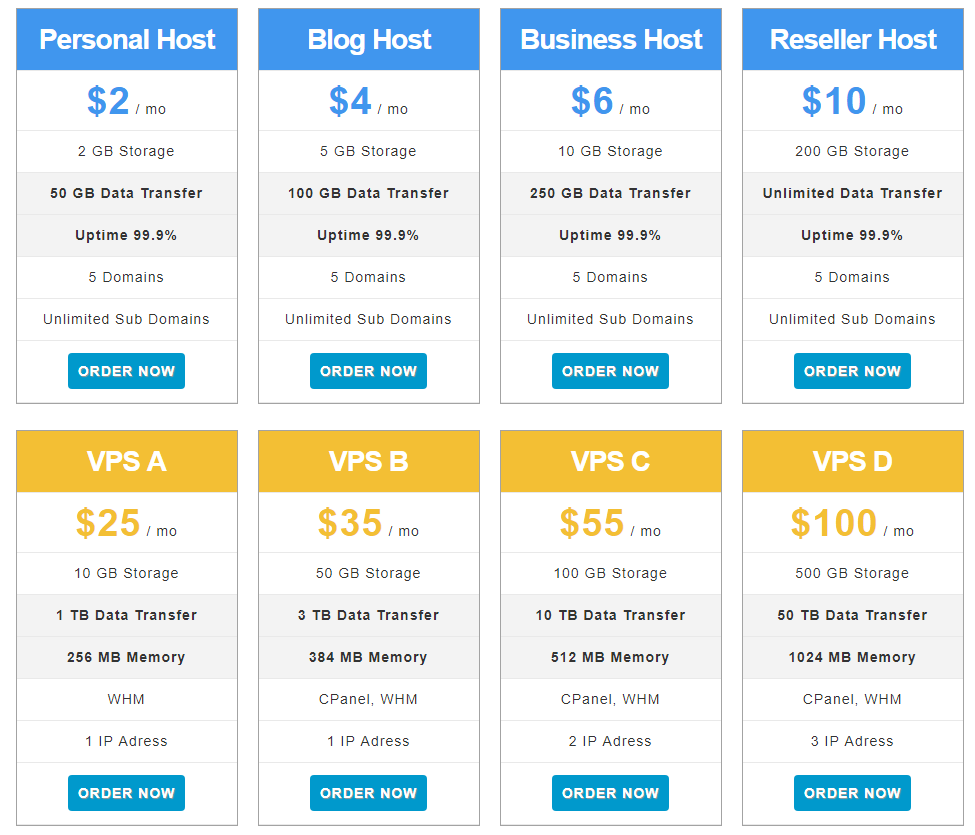 Personal Host
$2 / mo
2 GB Storage
50 GB Data Transfer
Uptime 99.9%
5 Domains
Unlimited Sub Domains
ORDER NOW
Blog Host
$4 / mo
5 GB Storage
100 GB Data Transfer
Uptime 99.9%
5 Domains
Unlimited Sub Domains
ORDER NOW
Business Host
$6 / mo
10 GB Storage
250 GB Data Transfer
Uptime 99.9%
5 Domains
Unlimited Sub Domains
ORDER NOW
Reseller Host
$10 / mo
200 GB Storage
Unlimited Data Transfer
Uptime 99.9%
5 Domains
Unlimited Sub Domains
ORDER NOW
VPS A
$25 / mo
10 GB Storage
1 TB Data Transfer
256 MB Memory
WHM
1 IP Adress
ORDER NOW
VPS B
$35 / mo
50 GB Storage
3 TB Data Transfer
384 MB Memory
CPanel, WHM
1 IP Adress
ORDER NOW
VPS C
$55 / mo
100 GB Storage
10 TB Data Transfer
512 MB Memory
CPanel, WHM
2 IP Adress
ORDER NOW
VPS D
$100 / mo
500 GB Storage
50 TB Data Transfer
1024 MB Memory
CPanel, WHM
3 IP Adress
ORDER NOW